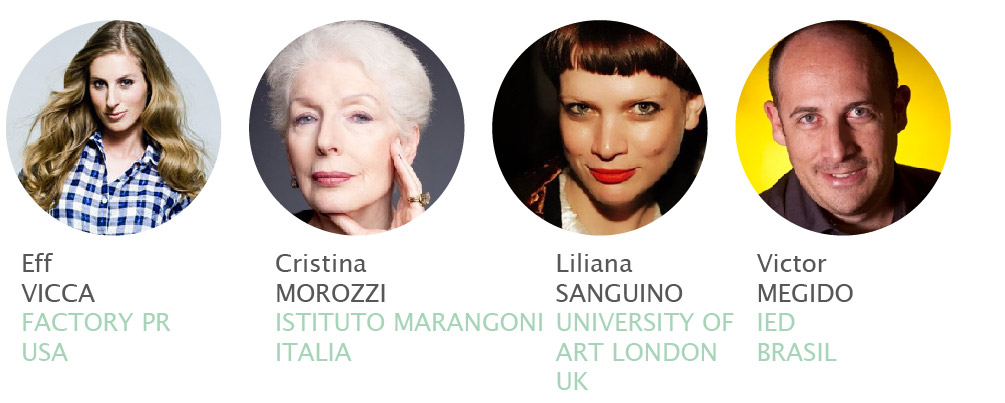 Eff
VICCA
FACTORY PR
USA
Cristina
MOROZZI
ISTITUTO MARANGONI
ITALIA
Liliana
SANGUINO
UNIVERSITY OF
ART LONDON
UK
Victor
MEGIDO
IED
BRASIL